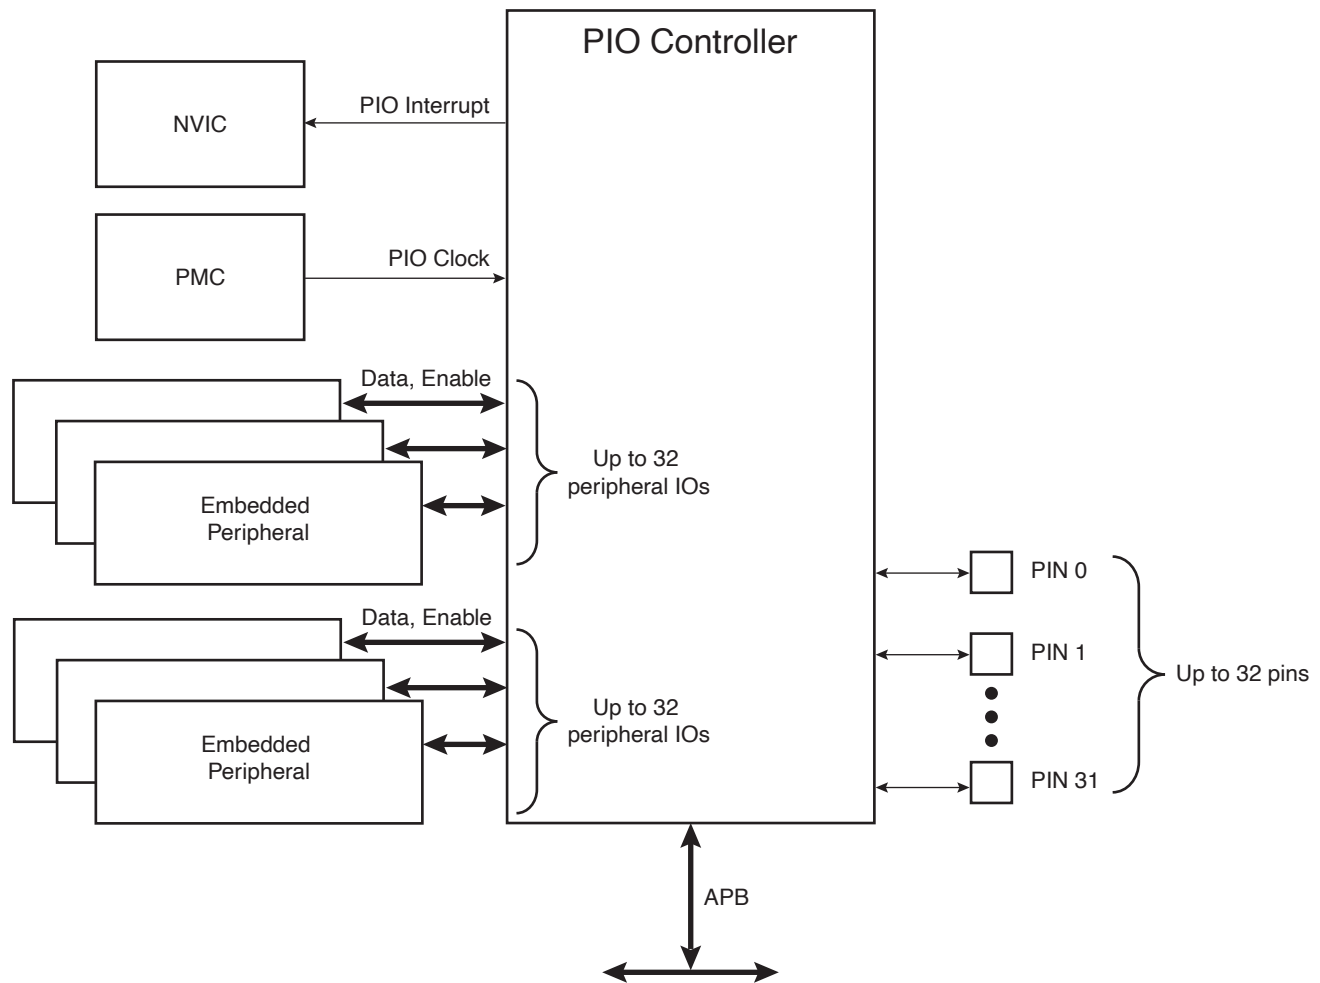 PIO Controller
NVIC
PIO Interrupt
PMC
PIO Clock
Data, Enable
Up to 32
peripheral IOs
Embedded
Peripheral
Data, Enable
Up to 32
peripheral IOs
Embedded
Peripheral
PIN 0
PIN 1
Up to 32 pins
PIN 31
APB